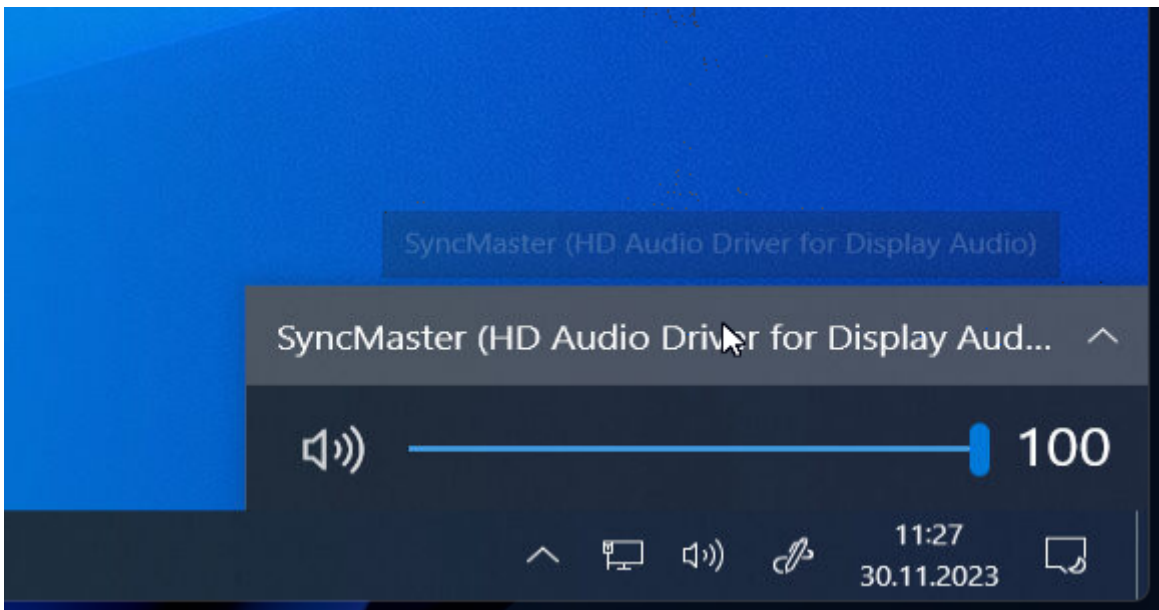 SyncMaster (HD Audio Driver for Display Audio)
SyncMaster (HD Audio Driver for Display Aud...
100
11:27
30.11.2023